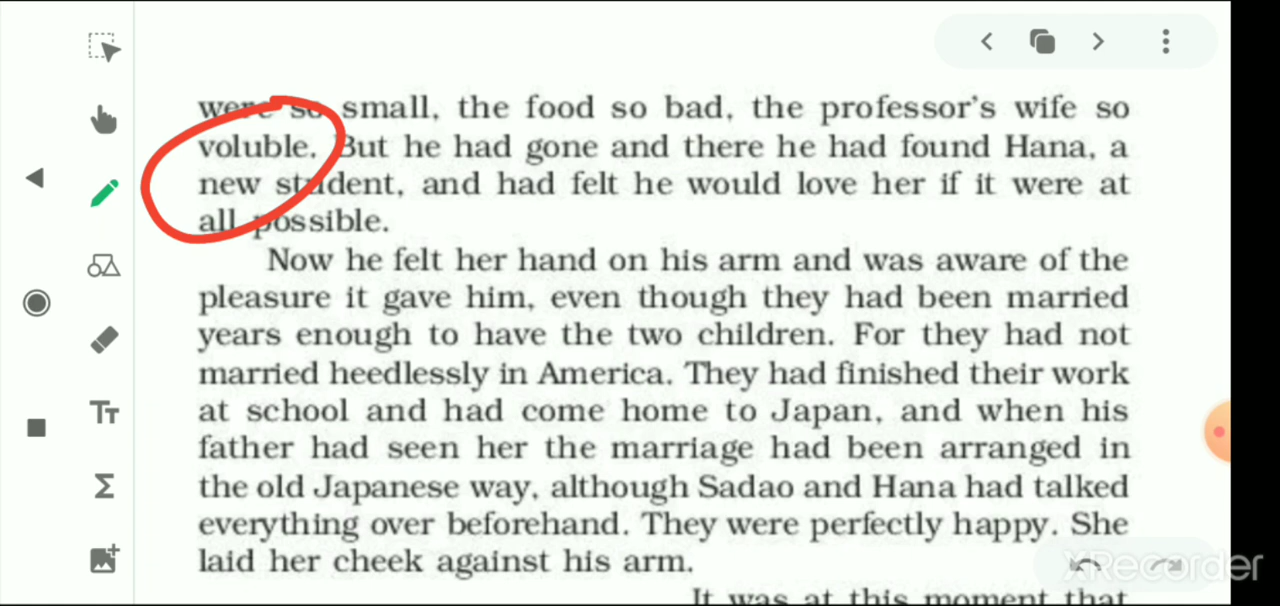 were so small, the food so bad, the professor's wife so
voluble. But he had gone and there he had found Hana, a
new student, and had felt he would love her if it were at
all possible.
Now he felt her hand on his arm and was aware of the
pleasure it gave him, even though they had been married
years enough to have the two children. For they had not
married heedlessly in America. They had finished their work
at school and had come home to Japan, and when his
father had seen her the marriage had been arranged in
the old Japanese way, although Sadao and Hana had talked
everything over beforehand. They were perfectly happy. She
laid her cheek against his arm.
It was at this moment that
XRecorder